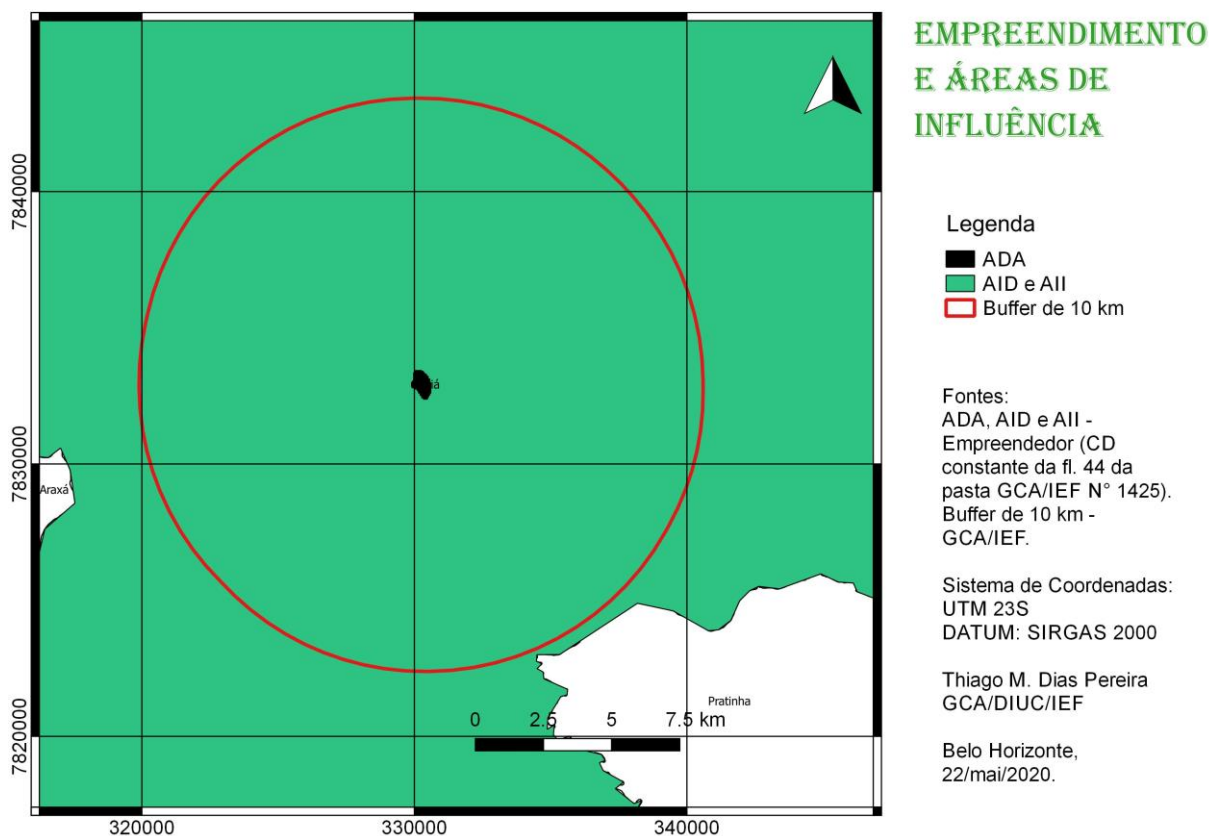 EMPREENDIMENTO
E ÁREAS DE
INFLUÊNCIA
Legenda
ADA
AID e AII
Buffer de 10 km
Fontes:
ADA, AID e AII -
Empreendedor (CD
constante da fl. 44 da
pasta GCA/IEF N° 1425).
Buffer de 10 km -
GCA/IEF.
Sistema de Coordenadas:
UTM 23S
DATUM: SIRGAS 2000
Thiago M. Dias Pereira
GCA/DIUC/IEF
Belo Horizonte,
22/mai/2020.
7840000
7830000
7820000
320000
330000
340000
Araxá
Pratinha
0 2.5 5 7.5 km